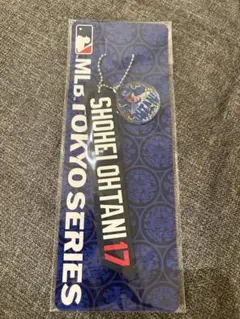 MLB TOKYO SERIES
SHOHEI OHTANI 17